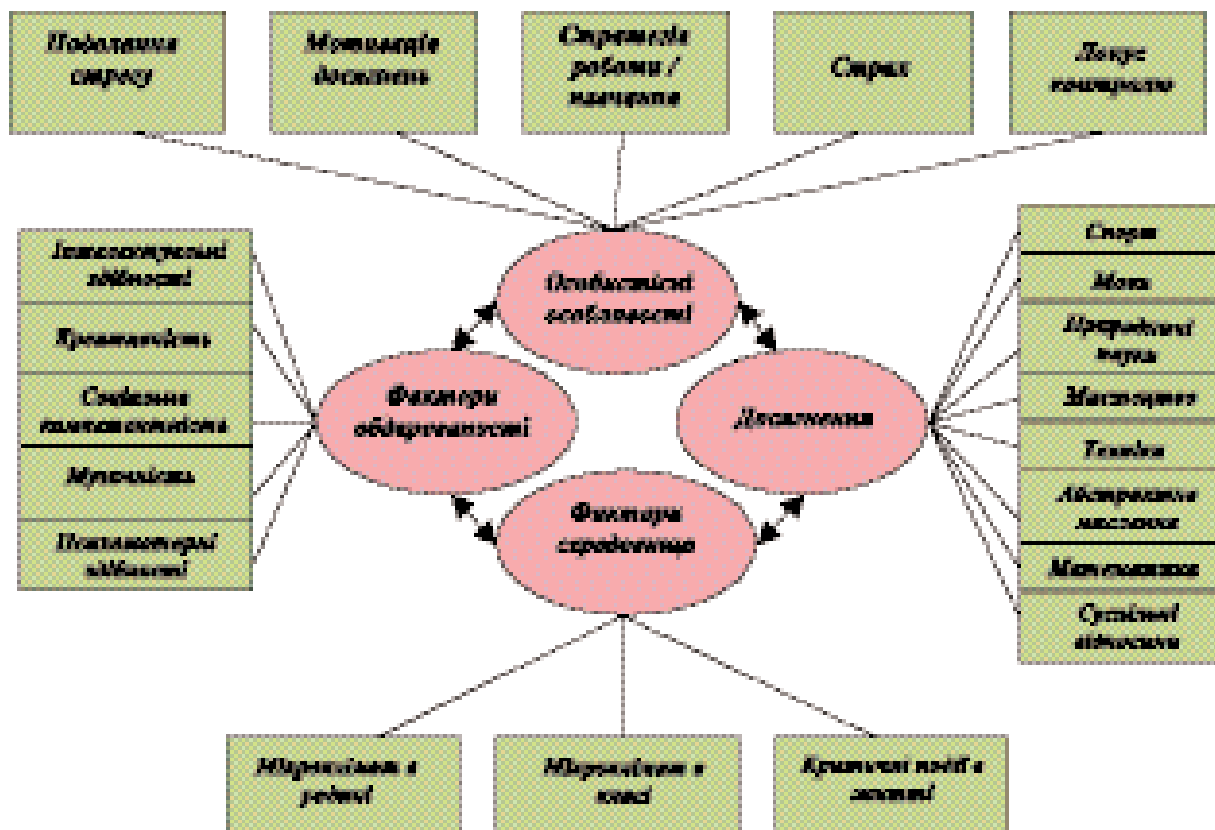 Подолання
стресу
Мотивація
досягнень
Стратегія
роботи /
навчання
Страх
Локус
контролю
Інтелектуальні
здібності
Креативність
Соціальна
компетентність
Музичність
Психомоторні
здібності
Особистісні
особливості
Фактори
обдарованості
Досягнення
Фактори
середовища
Спорт
Мови
Природничі
науки
Мистецтво
Техніка
Абстрактне
мислення
Математика
Суспільні
відносини
Мікроклімат в
родині
Мікроклімат в
класі
Критичні події в
житті